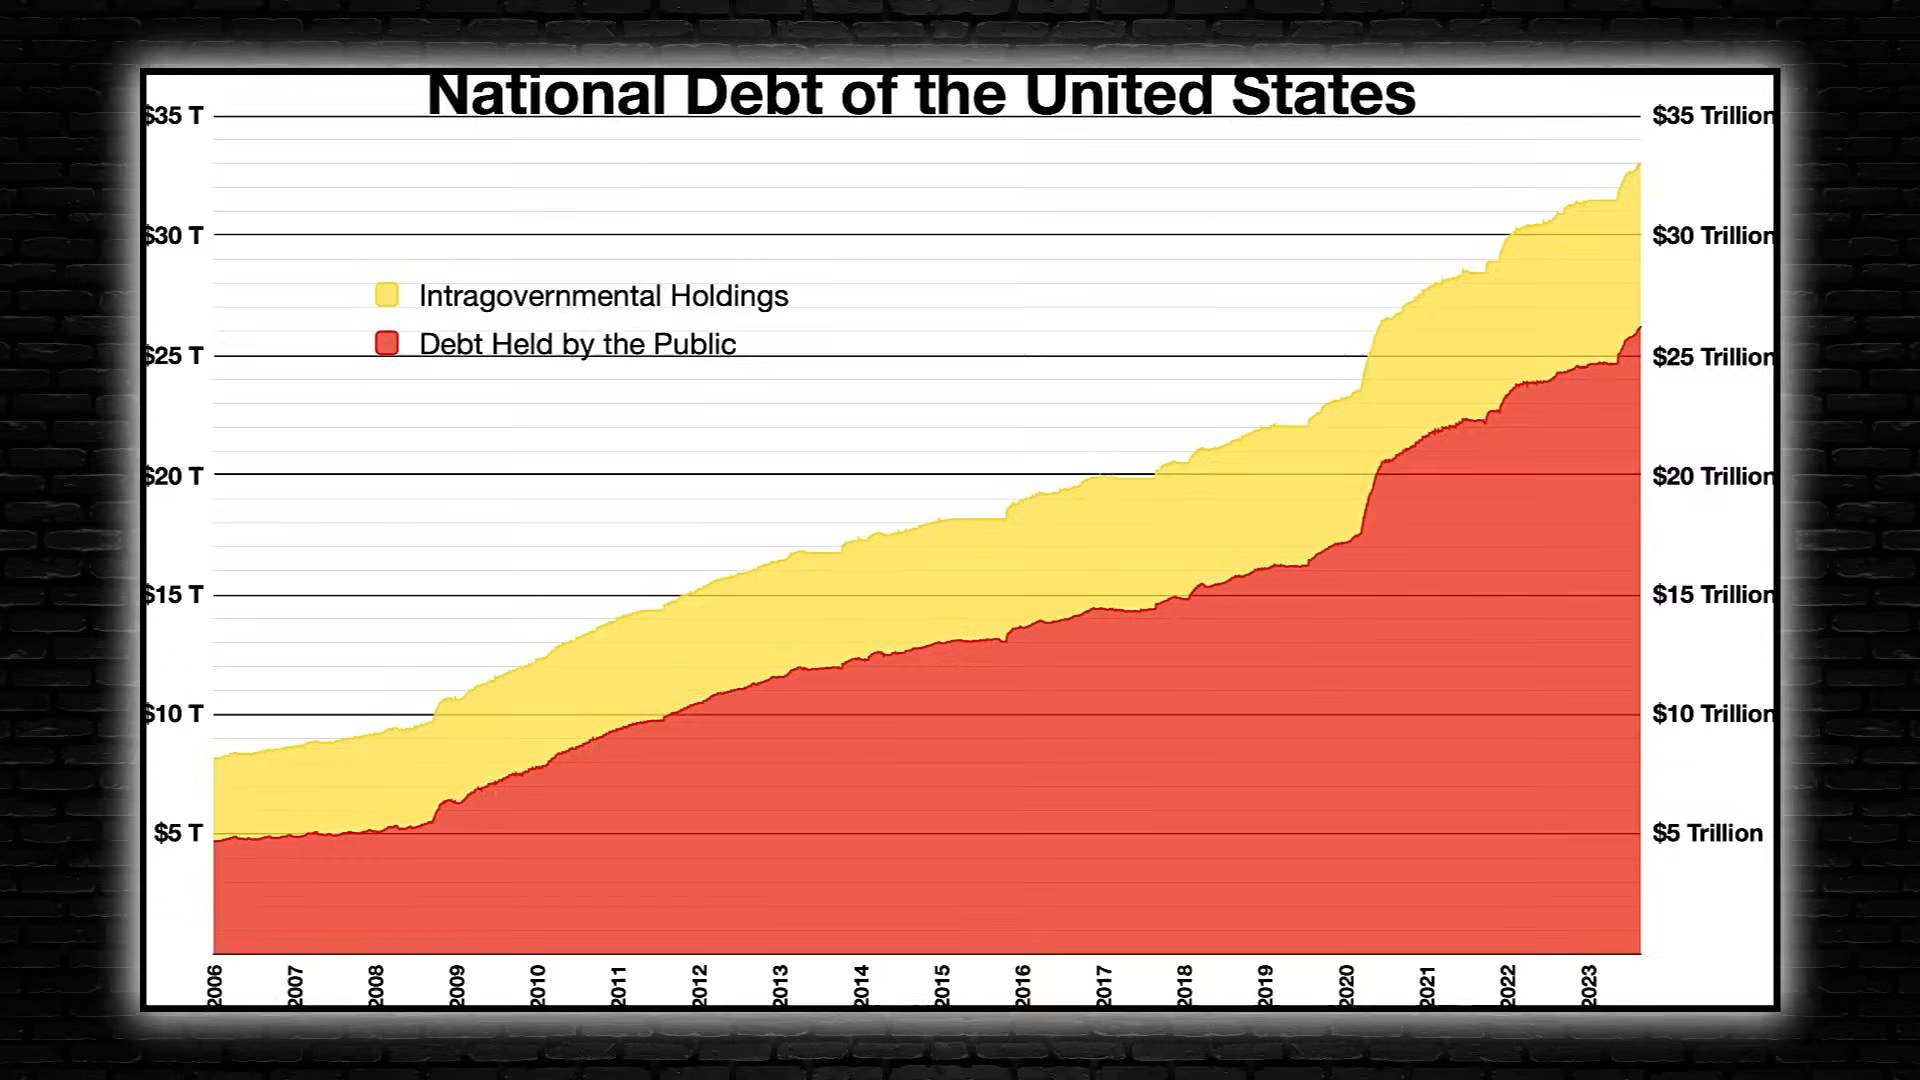 National Debt of the United States
$35 T
$35 Trillion
$30 T
$30 Trillion
Intragovernmental Holdings
Debt Held by the Public
$25 T
$25 Trillion
$20 T
$20 Trillion
$15 T
$15 Trillion
$10 T
$10 Trillion
$5 T
$5 Trillion
2006
2007
2008
2009
2010
2011
2012
2013
2014
2015
2016
2017
2018
2019
2020
2021
2022
2023